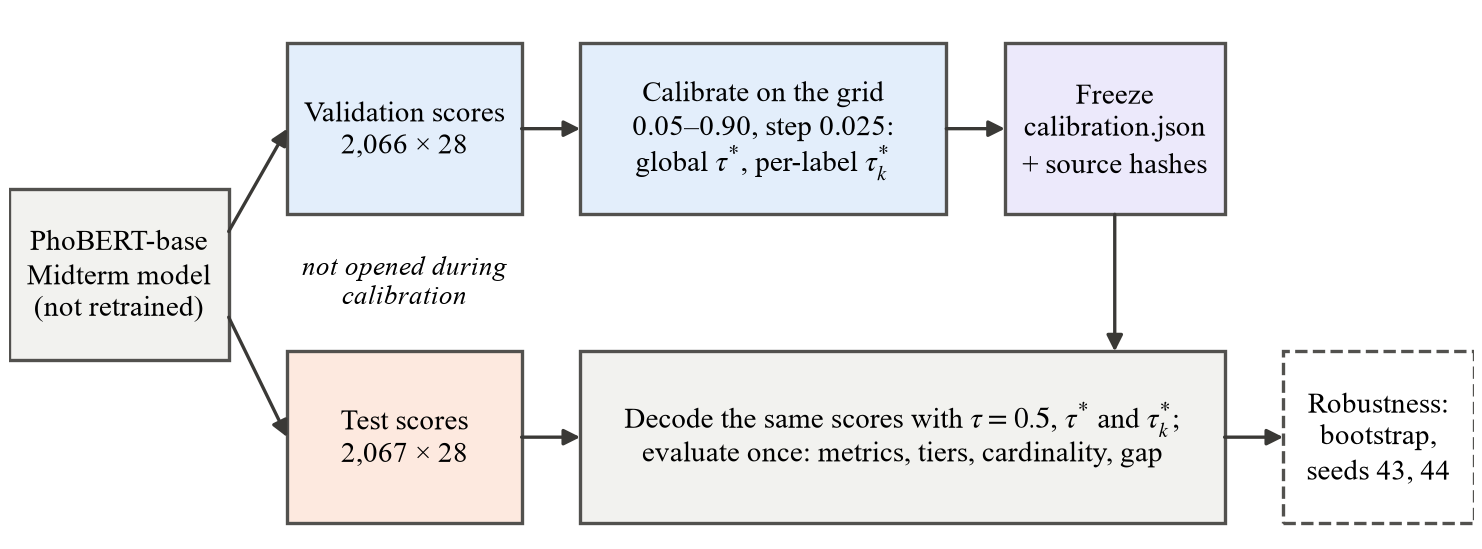 PhoBERT-base
Midterm model
(not retrained)
Validation scores
2,066 × 28
Calibrate on the grid
0.05–0.90, step 0.025:
global τ*, per-label τ*ₖ
Freeze
calibration.json
+ source hashes
not opened during
calibration
Test scores
2,067 × 28
Decode the same scores with τ = 0.5, τ* and τ*ₖ;
evaluate once: metrics, tiers, cardinality, gap
Robustness:
bootstrap,
seeds 43, 44